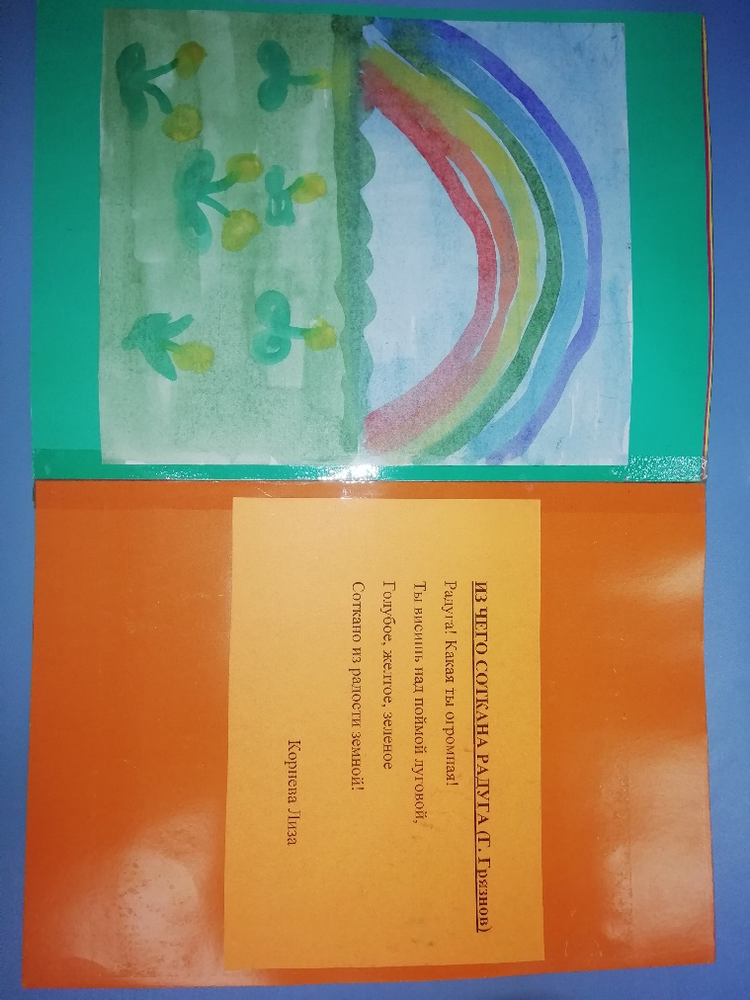 ИЗ ЧЕГО СОТКАНА РАДУГА (Г. Грязнов)
Радуга! Какая ты огромная!
Ты висишь над поймой луговой,
Голубое, желтое, зеленое
Соткано из радости земной!
Корнева Лиза